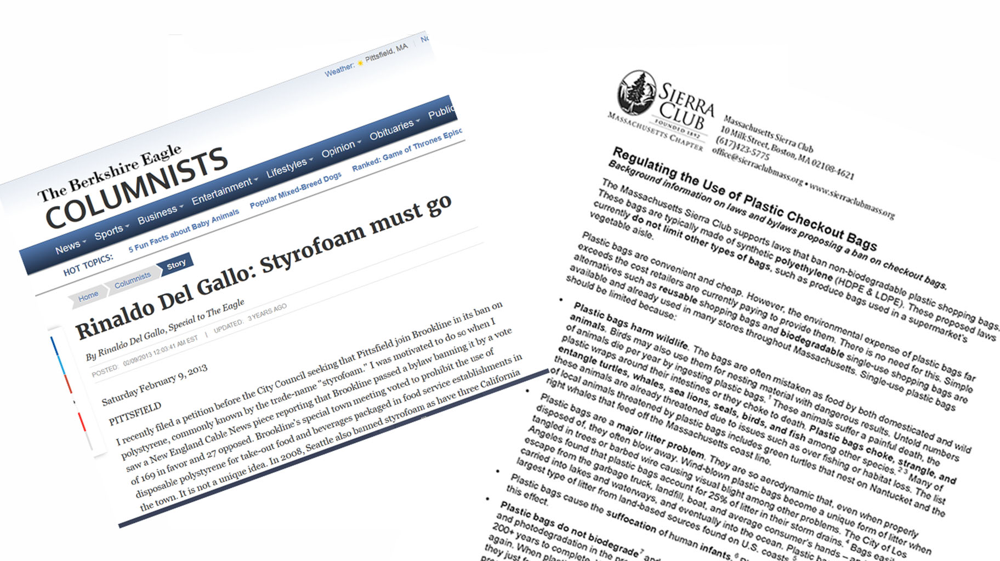 Weather: Pittsfield, MA
The Berkshire Eagle
COLUMNISTS
News Sports Business Entertainment Lifestyles Opinion Obituaries Public
HOT TOPICS: 5 Fun Facts about Baby Animals Popular Mixed-Breed Dogs Ranked: Game of Thrones Episo
Home Columnists Story
Rinaldo Del Gallo: Styrofoam must go
By Rinaldo Del Gallo, Special to The Eagle
POSTED: 02/09/2013 12:03:41 AM EST | UPDATED: 3 YEARS AGO
Saturday February 9, 2013
PITTSFIELD
I recently filed a petition before the City Council seeking that Pittsfield join Brookline in its ban on
polystyrene, commonly known by the trade-name "styrofoam." I was motivated to do so when I
saw a New England Cable News piece reporting that Brookline passed a bylaw banning it by a vote
of 169 in favor and 27 opposed. Brookline's special town meeting voted to prohibit the use of
disposable polystyrene for take-out food and beverages packaged in food service establishments in
the town. It is not a unique idea. In 2008, Seattle also banned styrofoam as have three California
SIERRA
CLUB
FOUNDED 1892
MASSACHUSETTS CHAPTER
Massachusetts Sierra Club
10 Milk Street, Boston, MA 02108-4621
(617)423-5775
office@sierraclubmass.org • www.sierraclubmass.org
Regulating the Use of Plastic Checkout Bags
Background information on laws and bylaws proposing a ban on checkout bags.
The Massachusetts Sierra Club supports laws that ban non-biodegradable plastic shopping bags.
These bags are typically made of synthetic polyethylene (HDPE & LDPE). These proposed laws
currently do not limit other types of bags, such as produce bags used in a supermarket's
vegetable aisle.
Plastic bags are convenient and cheap. However, the environmental expense of plastic bags far
exceeds the cost retailers are currently paying to provide them. There is no need for this. Simple
alternatives such as reusable shopping bags and biodegradable single-use shopping bags are
available and already used in many stores throughout Massachusetts. Single-use plastic bags
should be limited because:
• Plastic bags harm wildlife. The bags are often mistaken as food by both domesticated and wild
animals. Birds may also use them for nesting material with dangerous results. Untold numbers
of animals die per year by ingesting plastic bags.¹ These animals suffer a painful death, the
plastic wraps around their intestines or they choke to death. Plastic bags choke, strangle, and
entangle turtles, whales, sea lions, seals, birds, and fish among other species.² ³ Many of
these animals are already threatened due to issues such as over fishing or habitat loss. The list
of local animals threatened by plastic bags includes green turtles that nest on Nantucket and the
right whales that feed off the Massachusetts coast line.
• Plastic bags are a major litter problem. They are so aerodynamic that, even when properly
disposed of, they often blow away. Wind-blown plastic bags become a unique form of litter when
tangled in trees or barbed wire causing visual blight among other problems. The City of Los
Angeles found that plastic bags account for 25% of litter in their storm drains.⁴ Bags easily
escape from the garbage truck, landfill, boat, and average consumer's hands –
carried into lakes and waterways, and eventually into the ocean. Plastic
largest type of litter from land-based sources found on U.S. coasts.⁵
• Plastic bags cause the suffocation of human infants,⁶
this effect.
• Plastic bags do not biodegrade⁷ and
and photodegradation in the
200+ years to complete.
again. When
they just